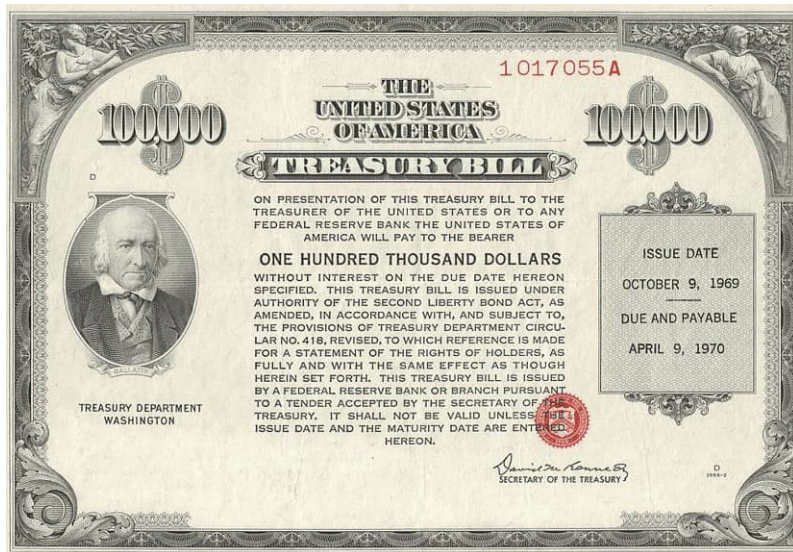 1017055A
100,000
THE
UNITED STATES
OF AMERICA
100,000
TREASURY BILL
D
ON PRESENTATION OF THIS TREASURY BILL TO THE
TREASURER OF THE UNITED STATES OR TO ANY
FEDERAL RESERVE BANK THE UNITED STATES OF
AMERICA WILL PAY TO THE BEARER
ONE HUNDRED THOUSAND DOLLARS
WITHOUT INTEREST ON THE DUE DATE HEREON
SPECIFIED. THIS TREASURY BILL IS ISSUED UNDER
AUTHORITY OF THE SECOND LIBERTY BOND ACT, AS
AMENDED, IN ACCORDANCE WITH, AND SUBJECT TO,
THE PROVISIONS OF TREASURY DEPARTMENT CIRCU-
LAR NO. 418, REVISED, TO WHICH REFERENCE IS MADE
FOR A STATEMENT OF THE RIGHTS OF HOLDERS, AS
FULLY AND WITH THE SAME EFFECT AS THOUGH
HEREIN SET FORTH. THIS TREASURY BILL IS ISSUED
BY A FEDERAL RESERVE BANK OR BRANCH PURSUANT
TO A TENDER ACCEPTED BY THE SECRETARY OF THE
TREASURY. IT SHALL NOT BE VALID UNLESS THE
ISSUE DATE AND THE MATURITY DATE ARE ENTERED
HEREON.
ISSUE DATE
OCTOBER 9, 1969
DUE AND PAYABLE
APRIL 9, 1970
GALLATIN
TREASURY DEPARTMENT
WASHINGTON
SECRETARY OF THE TREASURY
D